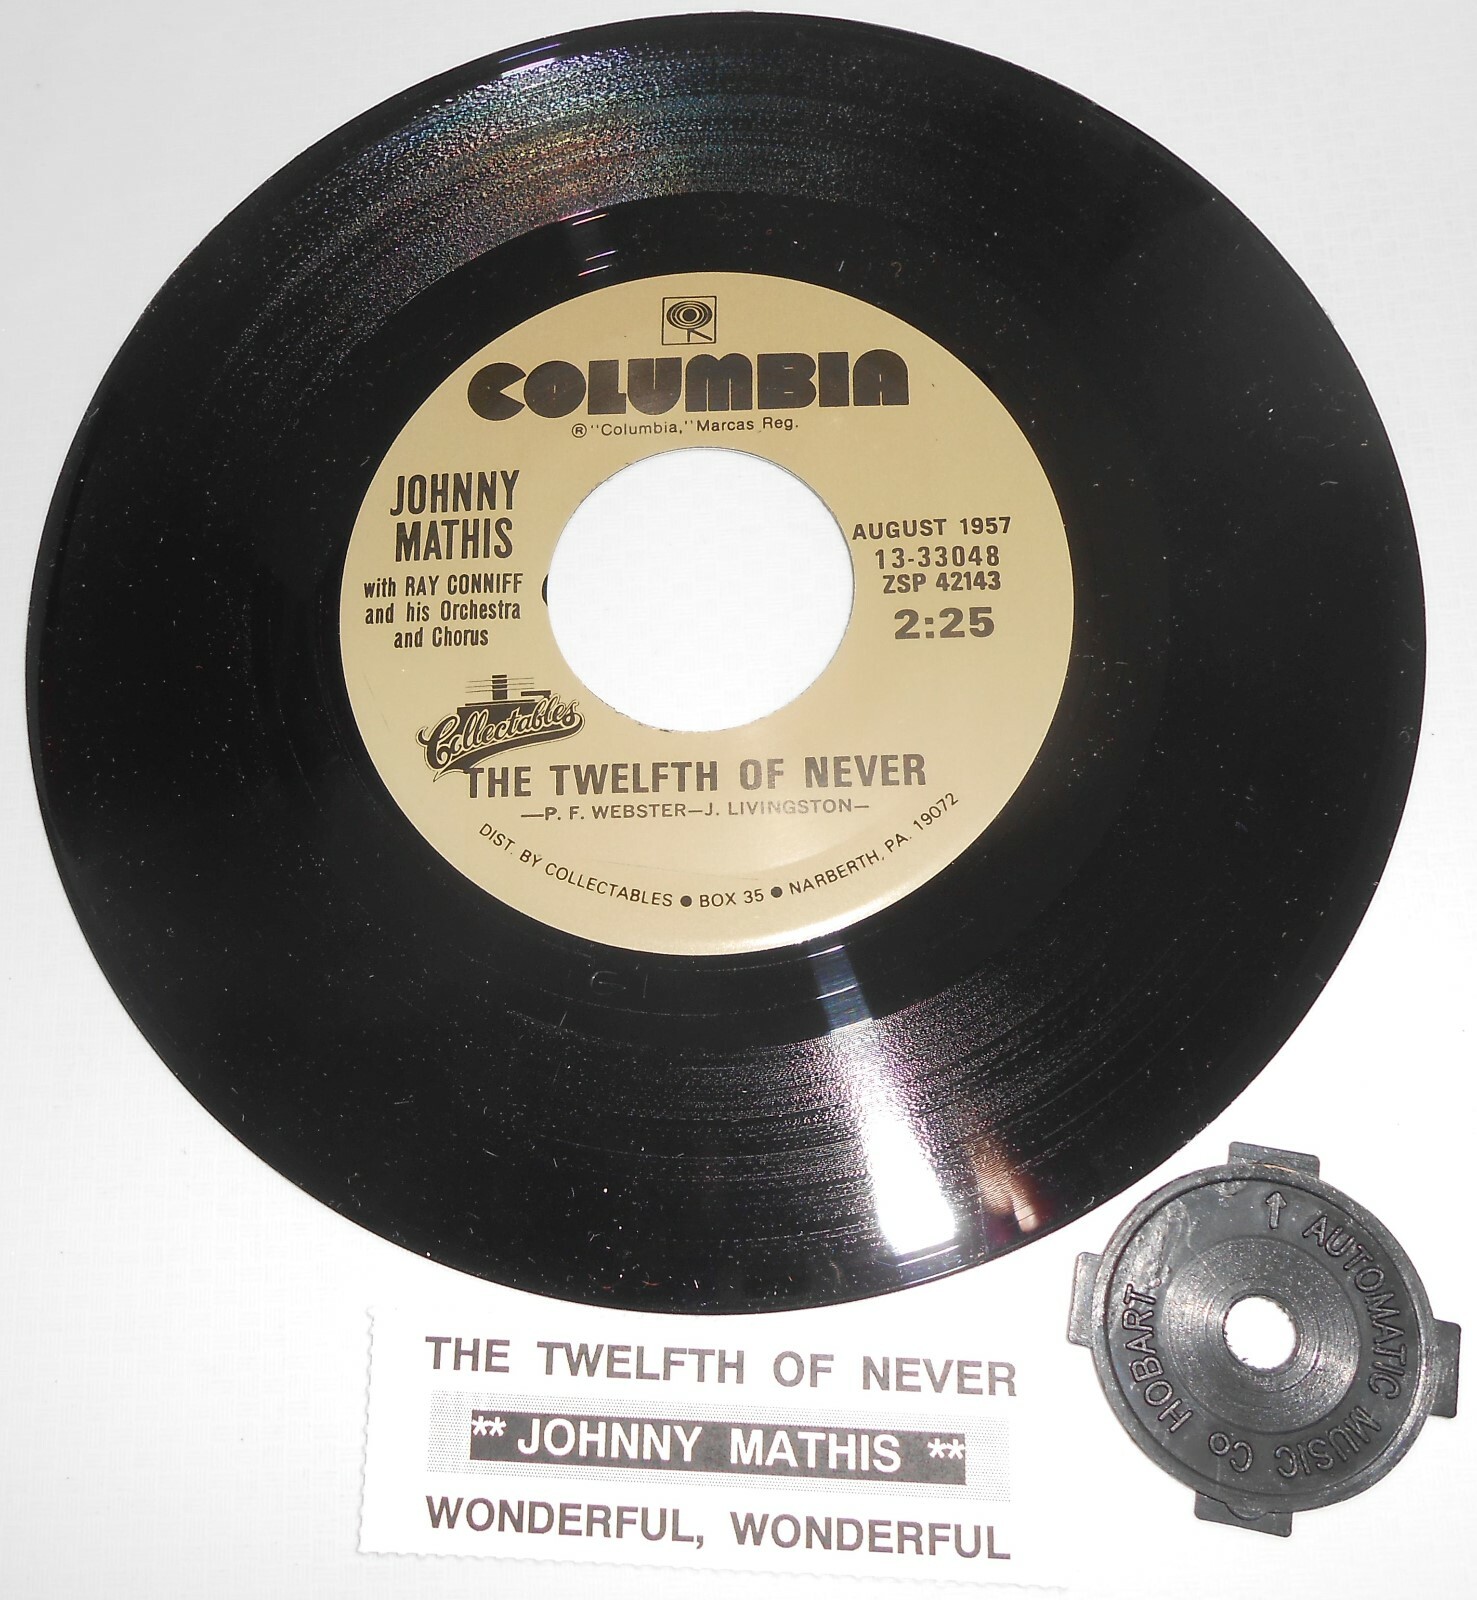 COLUMBIA
® "Columbia," Marcas Reg.
JOHNNY
MATHIS
with RAY CONNIFF
and his Orchestra
and Chorus
AUGUST 1957
13-33048
ZSP 42143
2:25
Collectables
THE TWELFTH OF NEVER
—P. F. WEBSTER—J. LIVINGSTON—
DIST. BY COLLECTABLES ● BOX 35 ● NARBERTH, PA. 19072
THE TWELFTH OF NEVER
** JOHNNY MATHIS **
WONDERFUL, WONDERFUL
↑ AUTOMATIC MUSIC Co HOBART